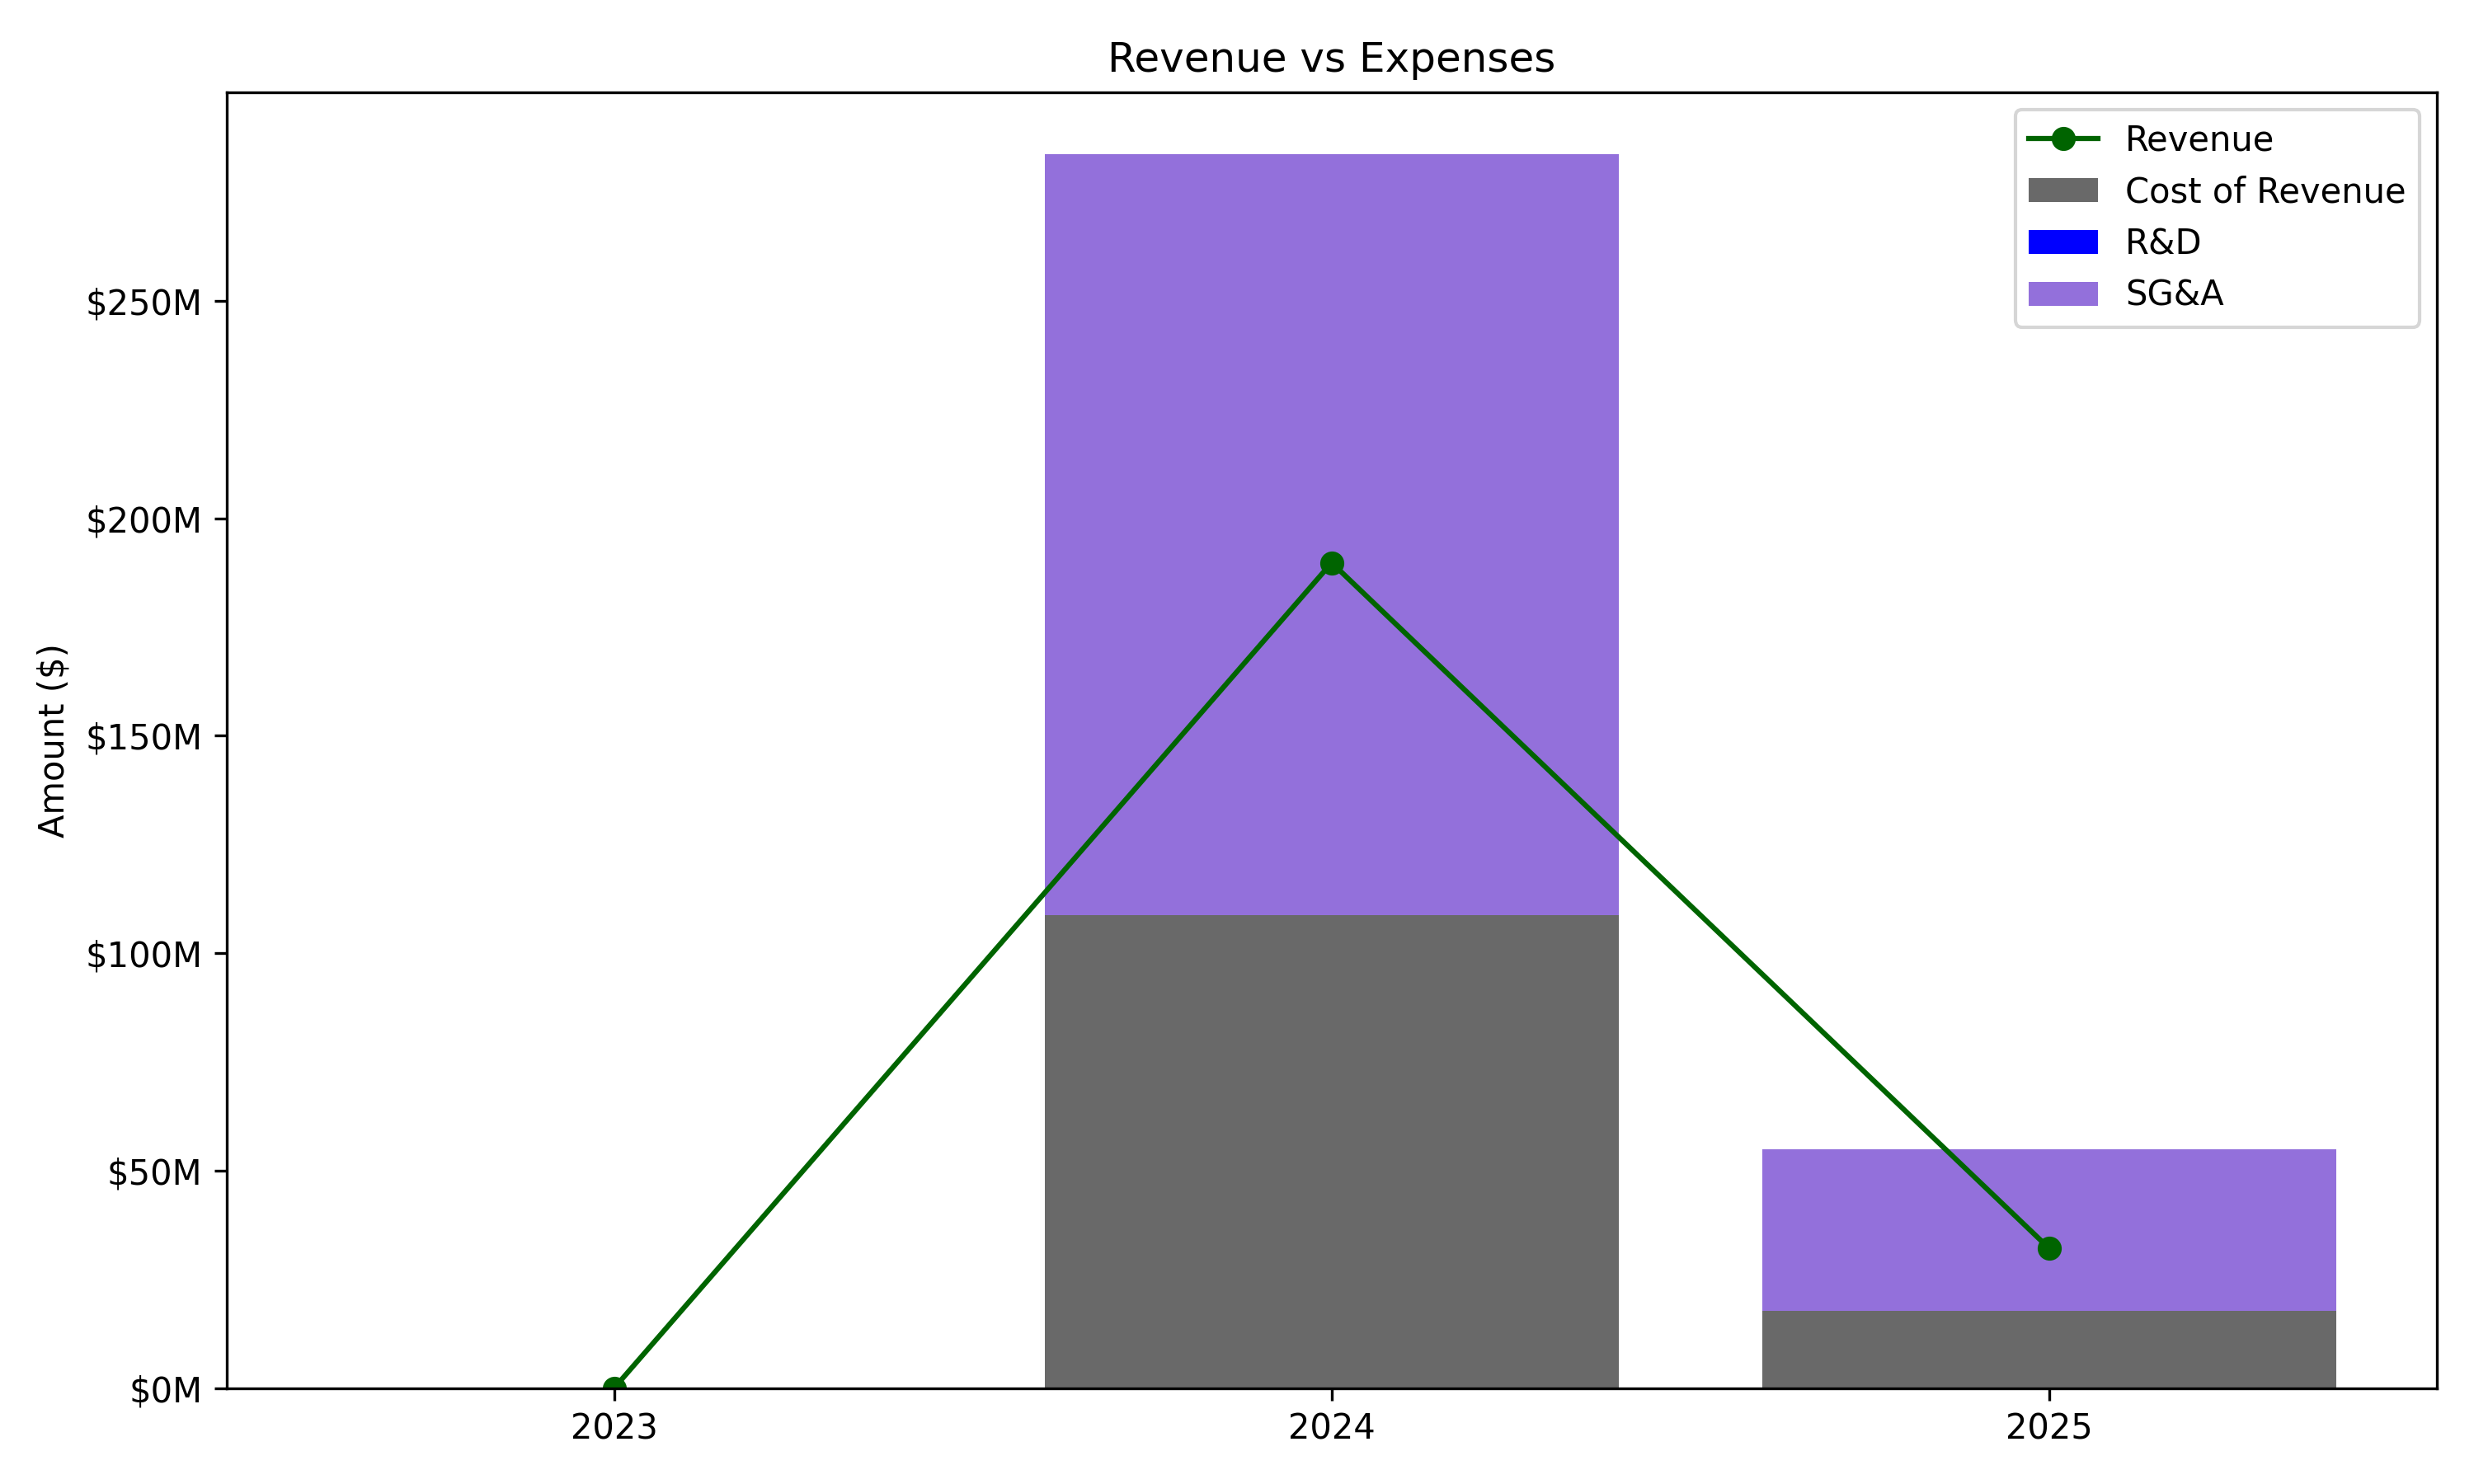 Revenue vs Expenses
Revenue
Cost of Revenue
R&D
SG&A
Amount ($)
$250M
$200M
$150M
$100M
$50M
$0M
2023
2024
2025